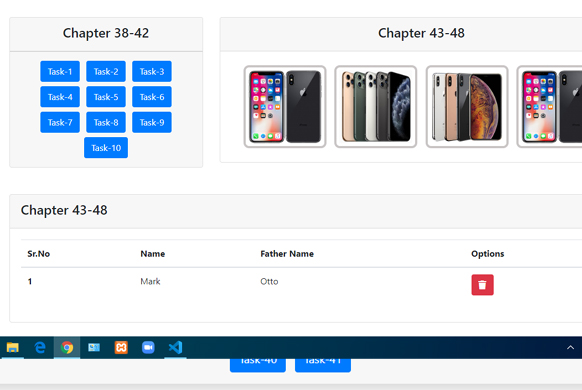 Chapter 38-42
Task-1 Task-2 Task-3
Task-4 Task-5 Task-6
Task-7 Task-8 Task-9
Task-10
Chapter 43-48
Chapter 43-48
Sr.No Name Father Name Options
1 Mark Otto
Task-40 Task-41